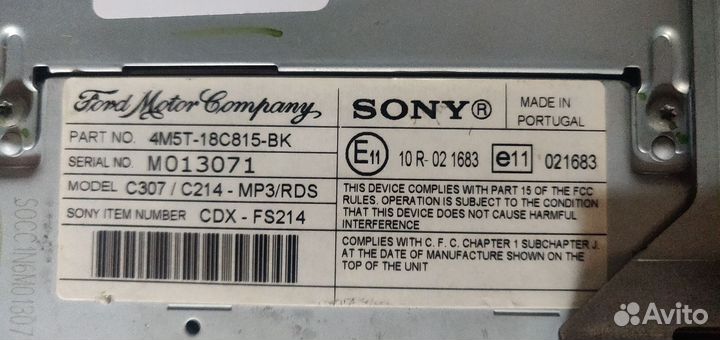 Ford Motor Company
PART NO. 4M5T-18C815-BK
SERIAL NO. M013071
MODEL C307 / C214 - MP3/RDS
SONY ITEM NUMBER CDX - FS214
SONY®
MADE IN
PORTUGAL
E11 10 R- 02 1683 e11 021683
THIS DEVICE COMPLIES WITH PART 15 OF THE FCC
RULES. OPERATION IS SUBJECT TO THE CONDITION
THAT THIS DEVICE DOES NOT CAUSE HARMFUL
INTERFERENCE
COMPLIES WITH C. F. C. CHAPTER 1 SUBCHAPTER J.
AT THE DATE OF MANUFACTURE SHOWN ON THE
DEVICE UNIT
Avito